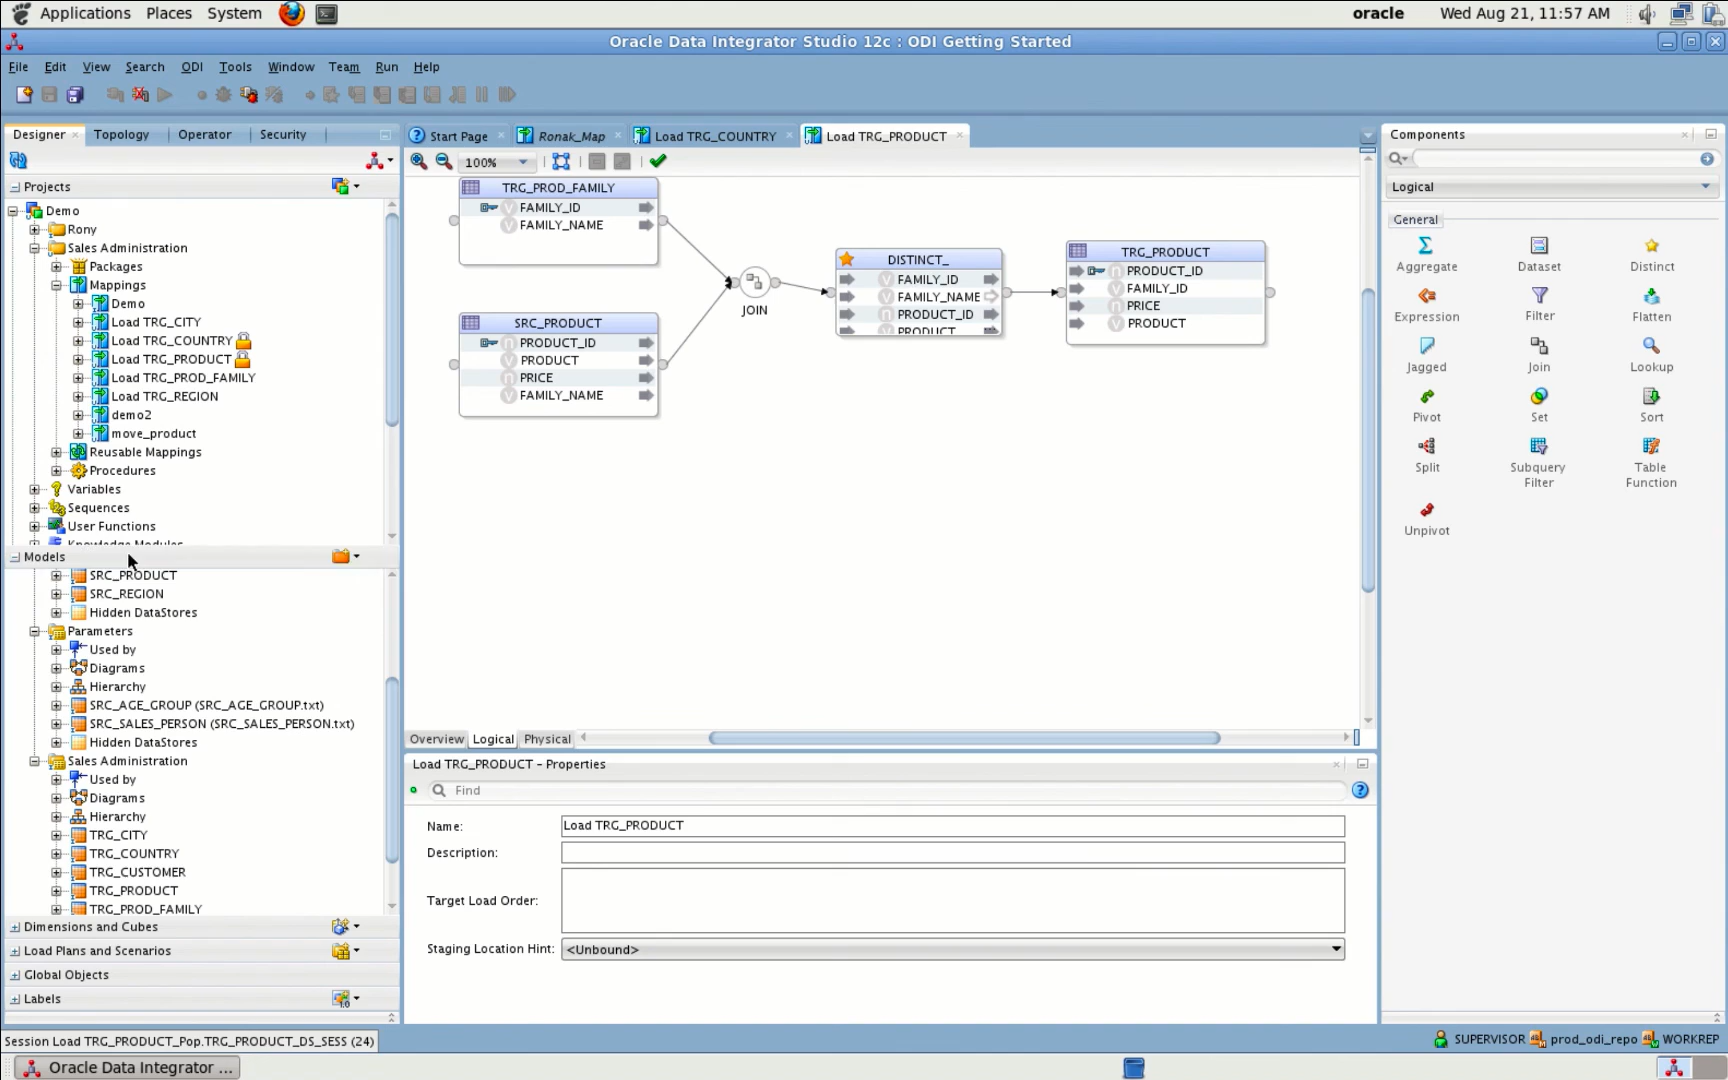 Applications Places System
oracle Wed Aug 21, 11:57 AM
Oracle Data Integrator Studio 12c : ODI Getting Started
File Edit View Search ODI Tools Window Team Run Help
Designer Topology Operator Security
Projects
Demo
Rony
Sales Administration
Packages
Mappings
Demo
Load TRG_CITY
Load TRG_COUNTRY
Load TRG_PRODUCT
Load TRG_PROD_FAMILY
Load TRG_REGION
demo2
move_product
Reusable Mappings
Procedures
Variables
Sequences
User Functions
Knowledge Modules
Models
SRC_PRODUCT
SRC_REGION
Hidden DataStores
Parameters
Used by
Diagrams
Hierarchy
SRC_AGE_GROUP (SRC_AGE_GROUP.txt)
SRC_SALES_PERSON (SRC_SALES_PERSON.txt)
Hidden DataStores
Sales Administration
Used by
Diagrams
Hierarchy
TRG_CITY
TRG_COUNTRY
TRG_CUSTOMER
TRG_PRODUCT
TRG_PROD_FAMILY
Dimensions and Cubes
Load Plans and Scenarios
Global Objects
Labels
Start Page Ronak_Map Load TRG_COUNTRY Load TRG_PRODUCT
100%
TRG_PROD_FAMILY
FAMILY_ID
FAMILY_NAME
SRC_PRODUCT
PRODUCT_ID
PRODUCT
PRICE
FAMILY_NAME
JOIN
DISTINCT_
FAMILY_ID
FAMILY_NAME
PRODUCT_ID
PRODUCT
TRG_PRODUCT
PRODUCT_ID
FAMILY_ID
PRICE
PRODUCT
Overview Logical Physical
Load TRG_PRODUCT - Properties
Find
Name: Load TRG_PRODUCT
Description:
Target Load Order:
Staging Location Hint: <Unbound>
Components
Logical
General
Aggregate Dataset Distinct
Expression Filter Flatten
Jagged Join Lookup
Pivot Set Sort
Split Subquery Filter Table Function
Unpivot
Session Load TRG_PRODUCT_Pop.TRG_PRODUCT_DS_SESS (24)
SUPERVISOR prod_odi_repo WORKREP
Oracle Data Integrator ...